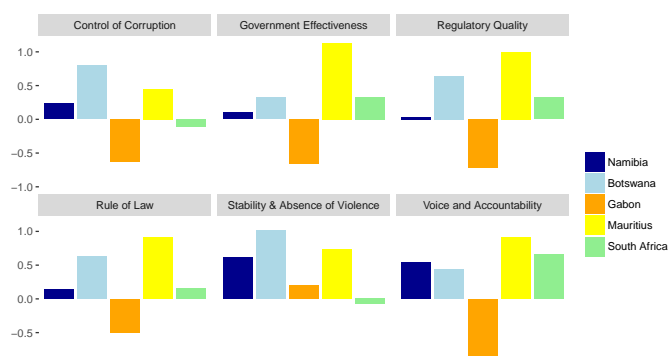 Control of Corruption
Government Effectiveness
Regulatory Quality
1.0
0.5
0.0
−0.5
−1.0
Rule of Law
Stability & Absence of Violence
Voice and Accountability
1.0
0.5
0.0
−0.5
Namibia
Botswana
Gabon
Mauritius
South Africa